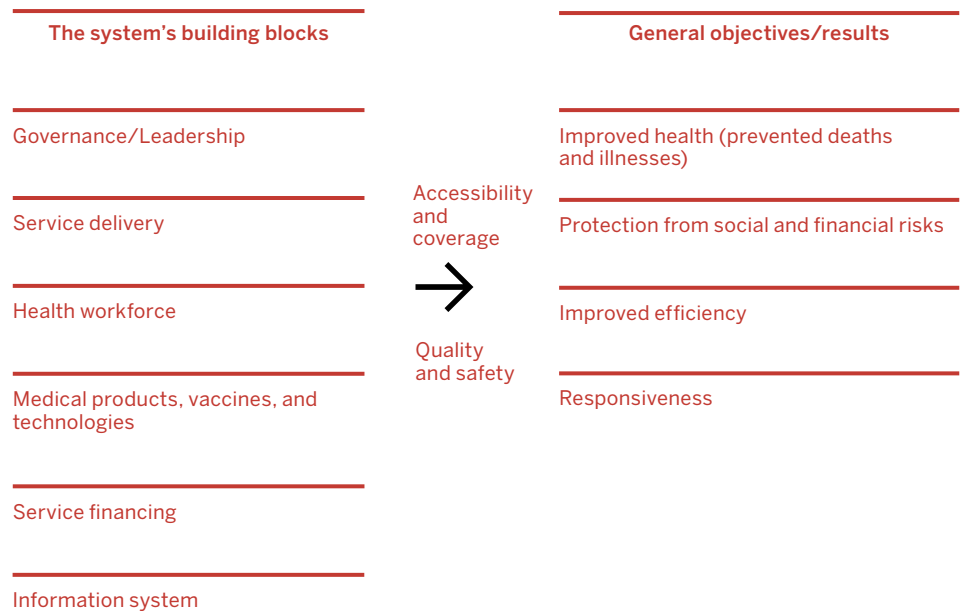 The system's building blocks
Governance/Leadership
Service delivery
Health workforce
Medical products, vaccines, and
technologies
Service financing
Information system
Accessibility
and
coverage
Quality
and safety
General objectives/results
Improved health (prevented deaths
and illnesses)
Protection from social and financial risks
Improved efficiency
Responsiveness